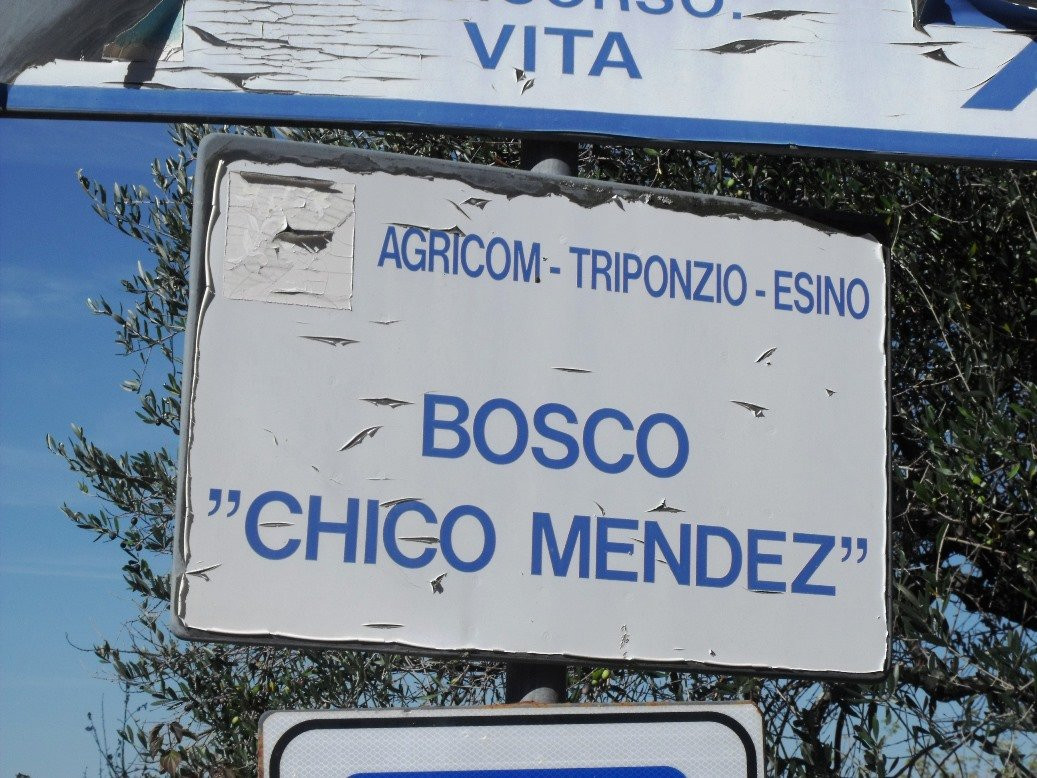 VITA
AGRICOM - TRIPONZIO - ESINO
BOSCO
”CHICO MENDEZ”